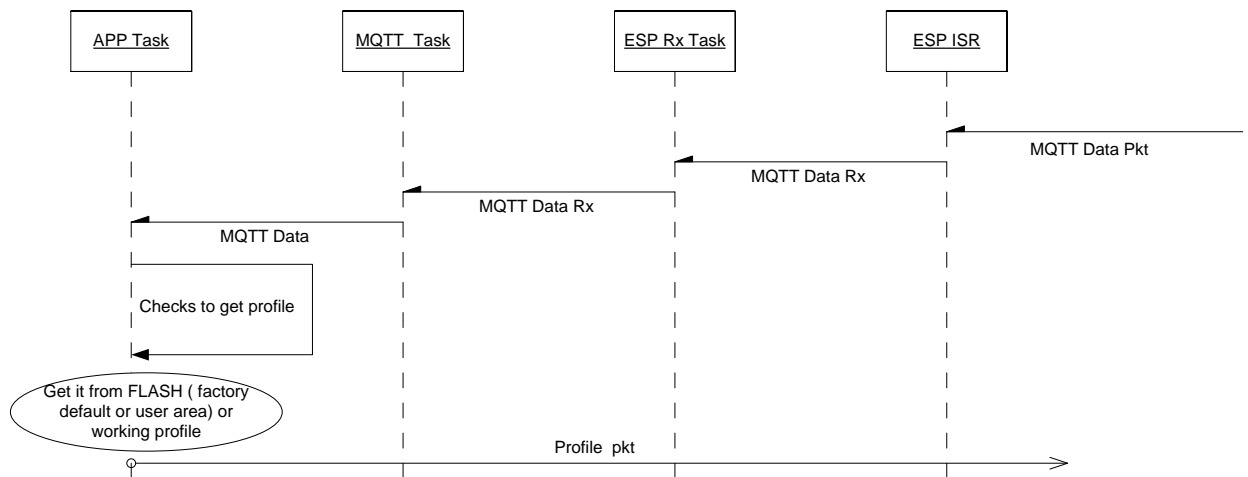 APP Task
MQTT Task
ESP Rx Task
ESP ISR
MQTT Data Pkt
MQTT Data Rx
MQTT Data Rx
MQTT Data
Checks to get profile
Get it from FLASH ( factory
default or user area) or
working profile
Profile pkt